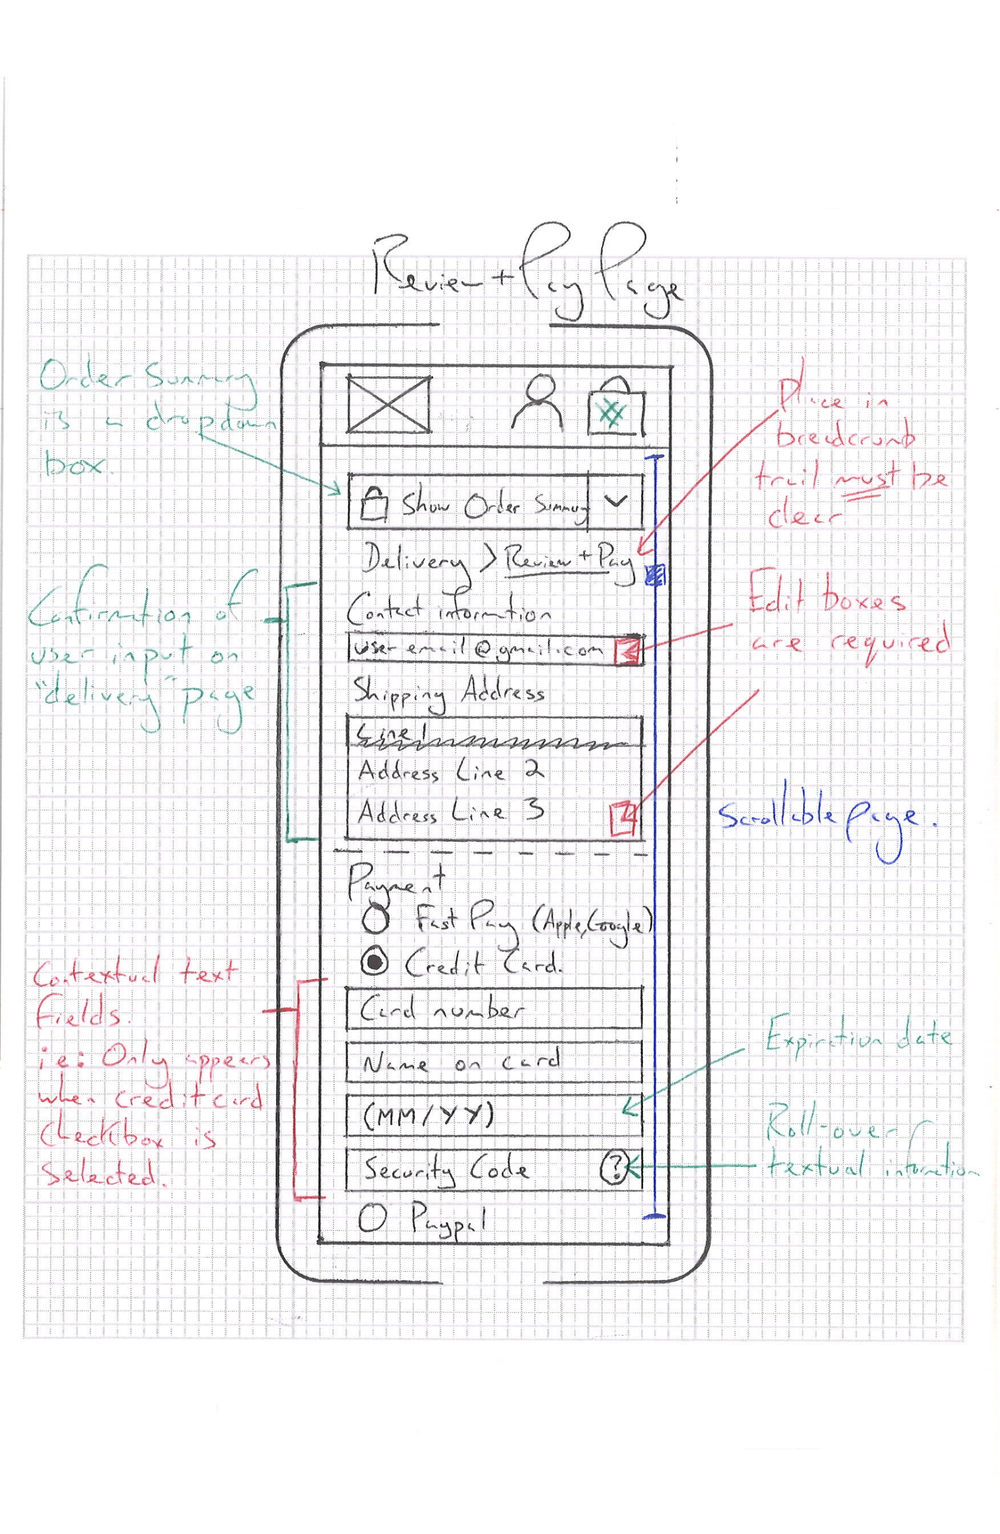 Review + Pay Page
Order Summary
is a dropdown
box.
Place in
breadcrumb
trail must be
clear
Show Order Summary
Delivery > Review + Pay
Confirmation of
user input on
"delivery" page
Contact information
user email @gmail.com
Edit boxes
are required
Shipping Address
Line 1
Address Line 2
Address Line 3
Scrollable page.
Payment
Fast Pay (Apple, Google)
Credit Card.
Contextual text
fields.
ie: Only appears
when credit card
checkbox is
selected.
Card number
Name on card
(MM/YY)
Security Code ?
Paypal
Expiration date
Roll-over
textual information